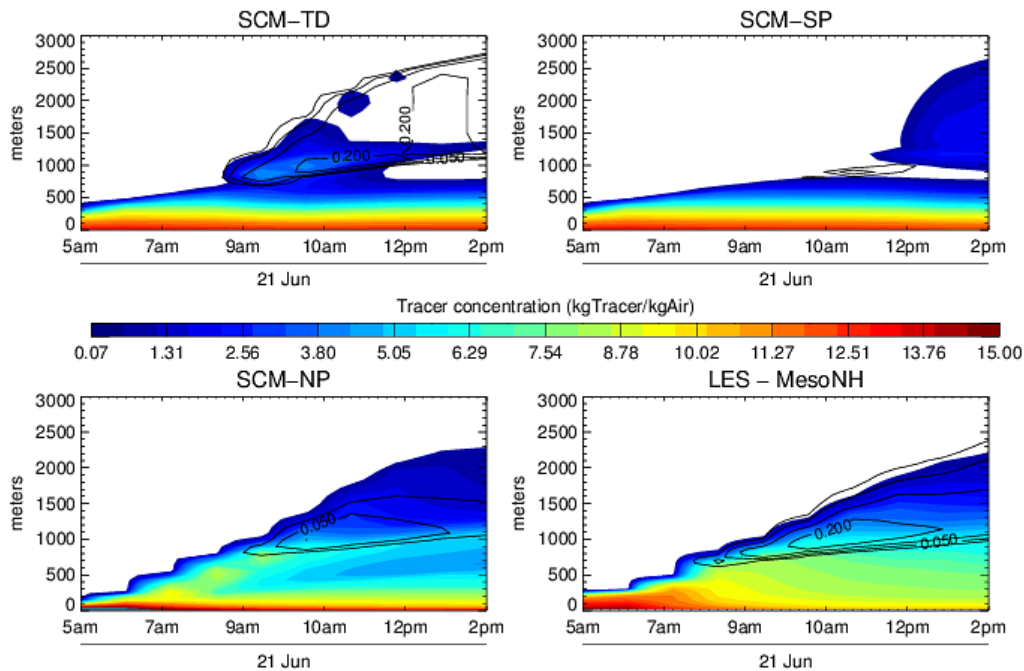 SCM−TD
SCM−SP
3000
2500
2000
1500
1000
500
0
meters
0.200
0.200
0.050
5am 7am 9am 10am 12pm 2pm
21 Jun
3000
2500
2000
1500
1000
500
0
meters
5am 7am 9am 10am 12pm 2pm
21 Jun
Tracer concentration (kgTracer/kgAir)
0.07 1.31 2.56 3.80 5.05 6.29 7.54 8.78 10.02 11.27 12.51 13.76 15.00
SCM−NP
LES − MesoNH
3000
2500
2000
1500
1000
500
0
meters
0.050
5am 7am 9am 10am 12pm 2pm
21 Jun
3000
2500
2000
1500
1000
500
0
meters
0.200
0.050
5am 7am 9am 10am 12pm 2pm
21 Jun